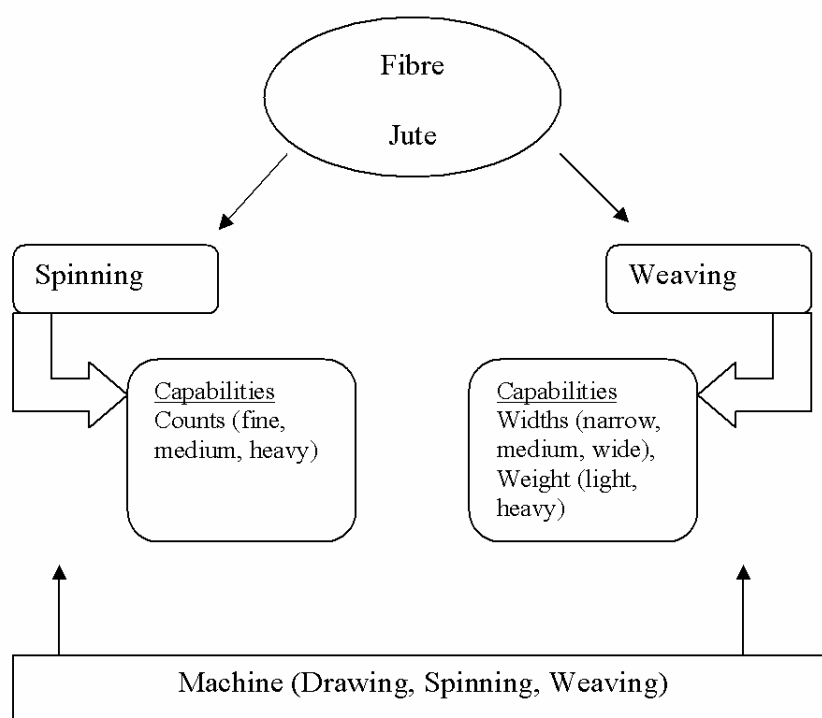 Fibre
Jute
Spinning
Weaving
Capabilities
Counts (fine,
medium, heavy)
Capabilities
Widths (narrow,
medium, wide),
Weight (light,
heavy)
Machine (Drawing, Spinning, Weaving)